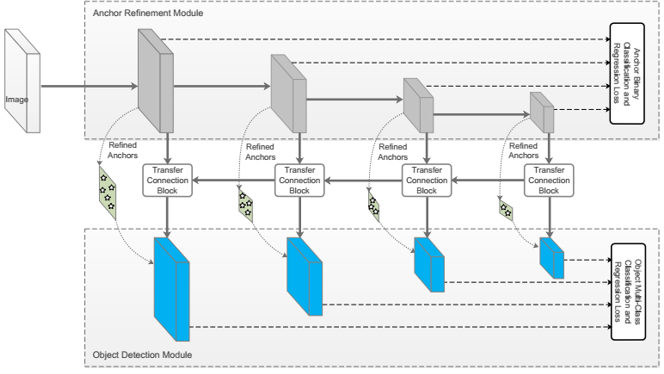 Anchor Refinement Module
Image
Anchor Binary
Classification and
Regression Loss
Refined
Anchors
Refined
Anchors
Refined
Anchors
Refined
Anchors
Transfer
Connection
Block
Transfer
Connection
Block
Transfer
Connection
Block
Transfer
Connection
Block
Object Multi-Class
Classification and
Regression Loss
Object Detection Module